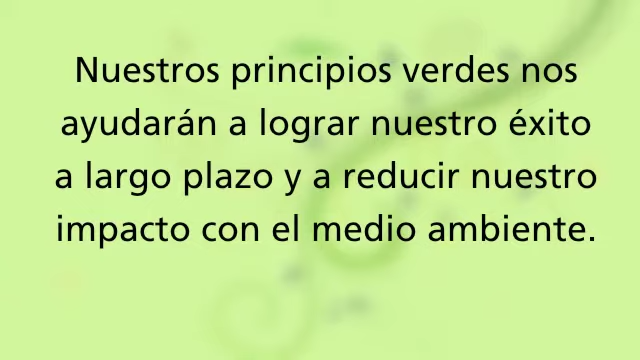 Nuestros principios verdes nos
ayudarán a lograr nuestro éxito
a largo plazo y a reducir nuestro
impacto con el medio ambiente.